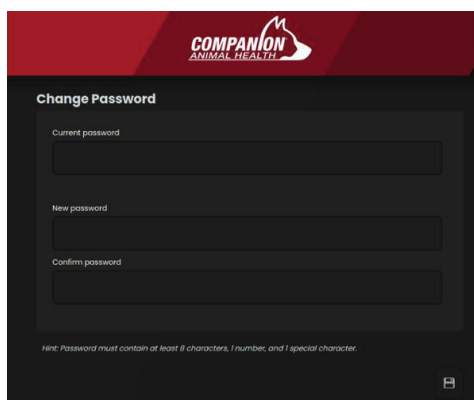 COMPANION
ANIMAL HEALTH
Change Password
Current password
New password
Confirm password
Hint: Password must contain at least 8 characters, 1 number, and 1 special character.